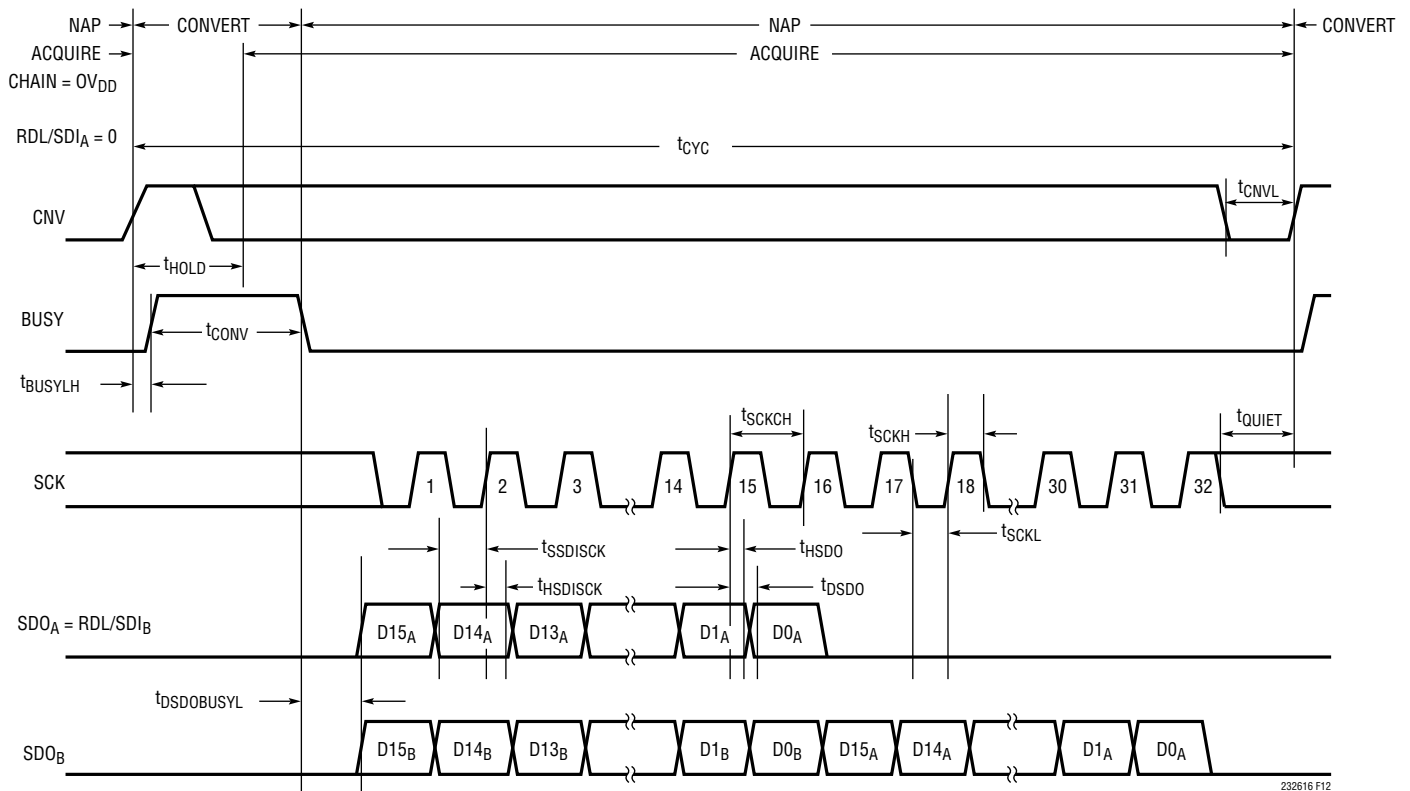 NAP CONVERT NAP CONVERT
ACQUIRE ACQUIRE
CHAIN = OVDD
RDL/SDIA = 0
tCYC
tCNVL
CNV
tHOLD
BUSY
tCONV
tBUSYLH
tSCKCH tSCKH tQUIET
SCK 1 2 3 14 15 16 17 18 30 31 32
tSSDISCK tHSDO tSCKL
tHSDISCK tDSDO
SDOA = RDL/SDIB D15A D14A D13A D1A D0A
tDSDOBUSYL
SDOB D15B D14B D13B D1B D0B D15A D14A D1A D0A
232616 F12